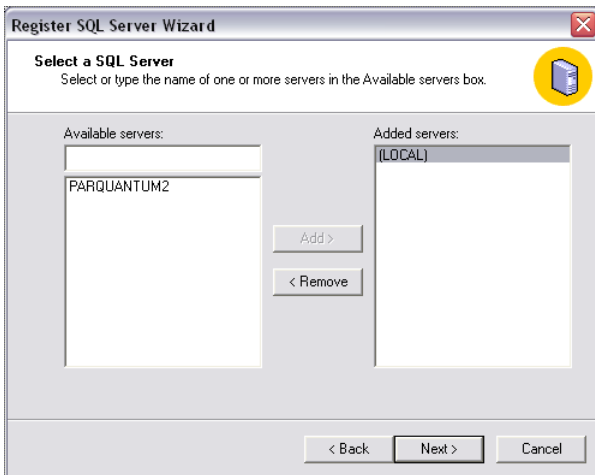 Register SQL Server Wizard
Select a SQL Server
Select or type the name of one or more servers in the Available servers box.
Available servers:
PARQUANTUM2
Add >
< Remove
Added servers:
(LOCAL)
< Back
Next >
Cancel